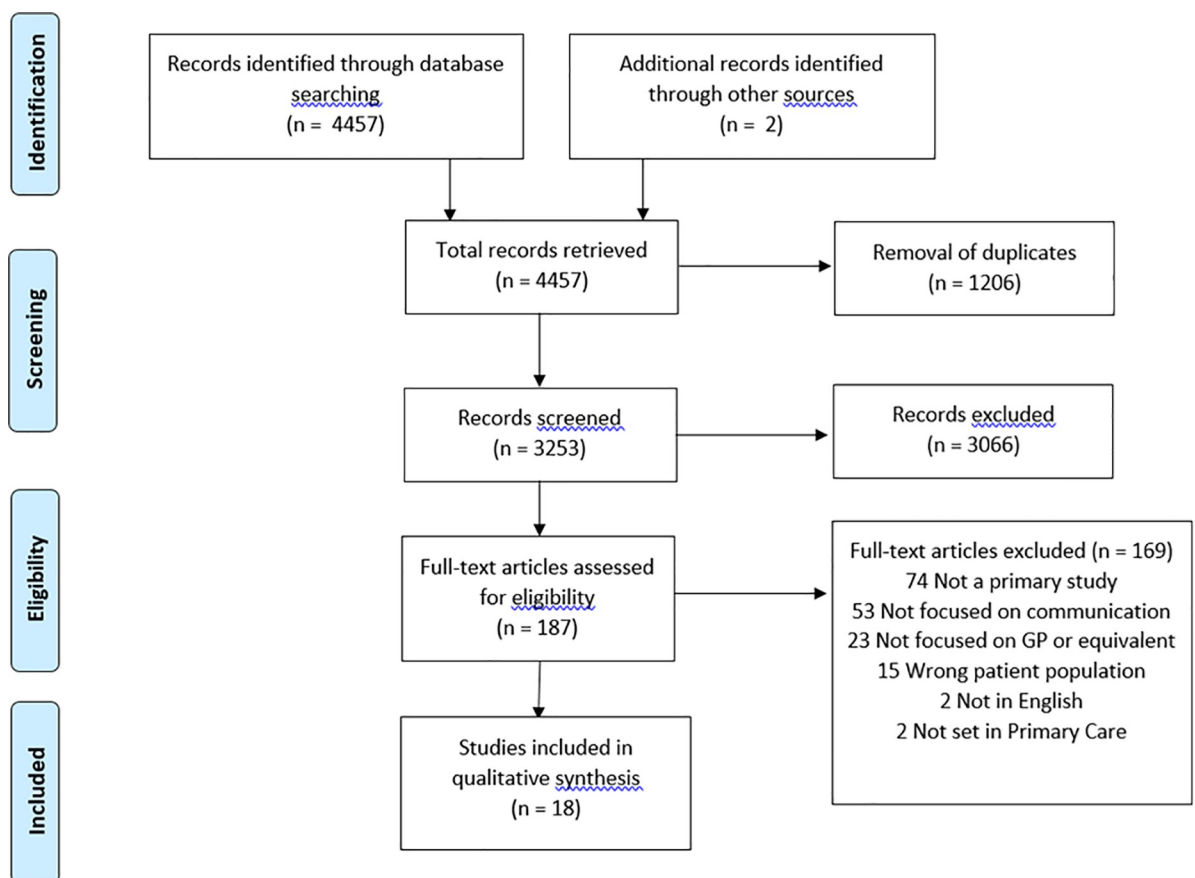 Identification
Records identified through database
searching
(n = 4457)
Additional records identified
through other sources
(n = 2)
Screening
Total records retrieved
(n = 4457)
Removal of duplicates
(n = 1206)
Records screened
(n = 3253)
Records excluded
(n = 3066)
Eligibility
Full-text articles assessed
for eligibility
(n = 187)
Full-text articles excluded (n = 169)
74 Not a primary study
53 Not focused on communication
23 Not focused on GP or equivalent
15 Wrong patient population
2 Not in English
2 Not set in Primary Care
Included
Studies included in
qualitative synthesis
(n = 18)